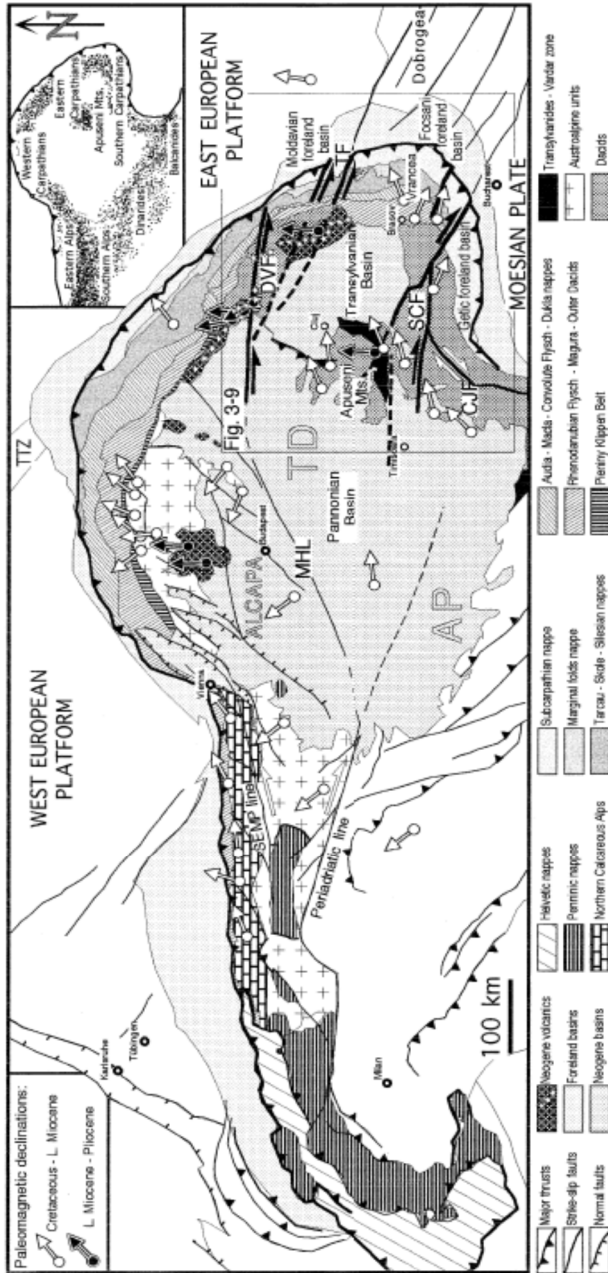 Paleomagnetic declinations:
Cretaceous - L. Miocene
L. Miocene - Pliocene
Karlsruhe
Tübingen
Milan
100 km
WEST EUROPEAN
PLATFORM
Vienna
SEMP line
Periadriatic line
TTZ
ALCAPA
Budapest
MHL
Pannonian
Basin
AP
TD
Fig. 3-9
Apuseni
Mts.
Cluj
Transylvanian
Basin
DVF
TF
SCF
CJF
Getic foreland basin
MOESIAN PLATE
Vrancea
Bucharest
Focsani
foreland
basin
Moldavian
foreland
basin
Dobrogea
EAST EUROPEAN
PLATFORM
N
Western
Carpathians
Eastern
Carpathians
Apuseni Mts.
Southern
Carpathians
Balcanides
Dinarides
Eastern Alps
Southern Alps
Major thrusts
Strike-slip faults
Normal faults
Neogene volcanics
Foreland basins
Neogene basins
Helvetic nappes
Penninic nappes
Northern Calcareous Alps
Subcarpathian nappe
Marginal folds nappe
Tarcau - Skole - Silesian nappes
Audia - Macla - Convolute Flysch - Dukla nappes
Rhenodanubian Flysch - Magura - Outer Dacids
Pieniny Klippen Belt
Transylvanides - Vardar zone
Austroalpine units
Dacids